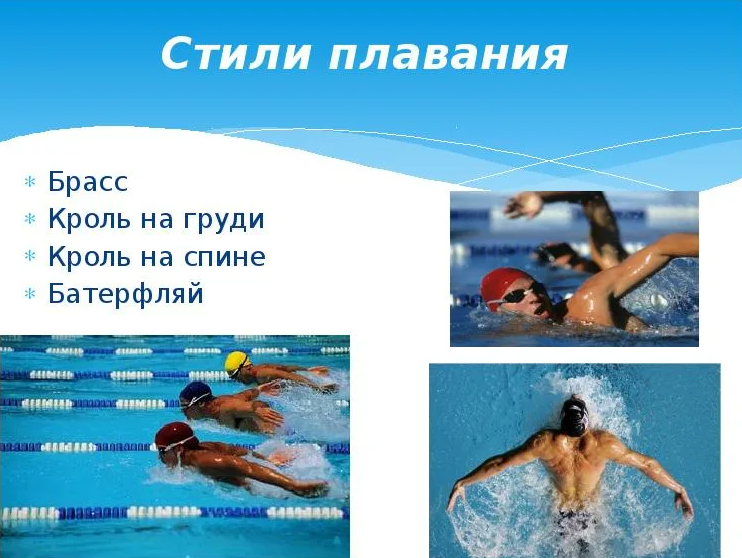 Стили плавания
Брасс
Кроль на груди
Кроль на спине
Батерфляй